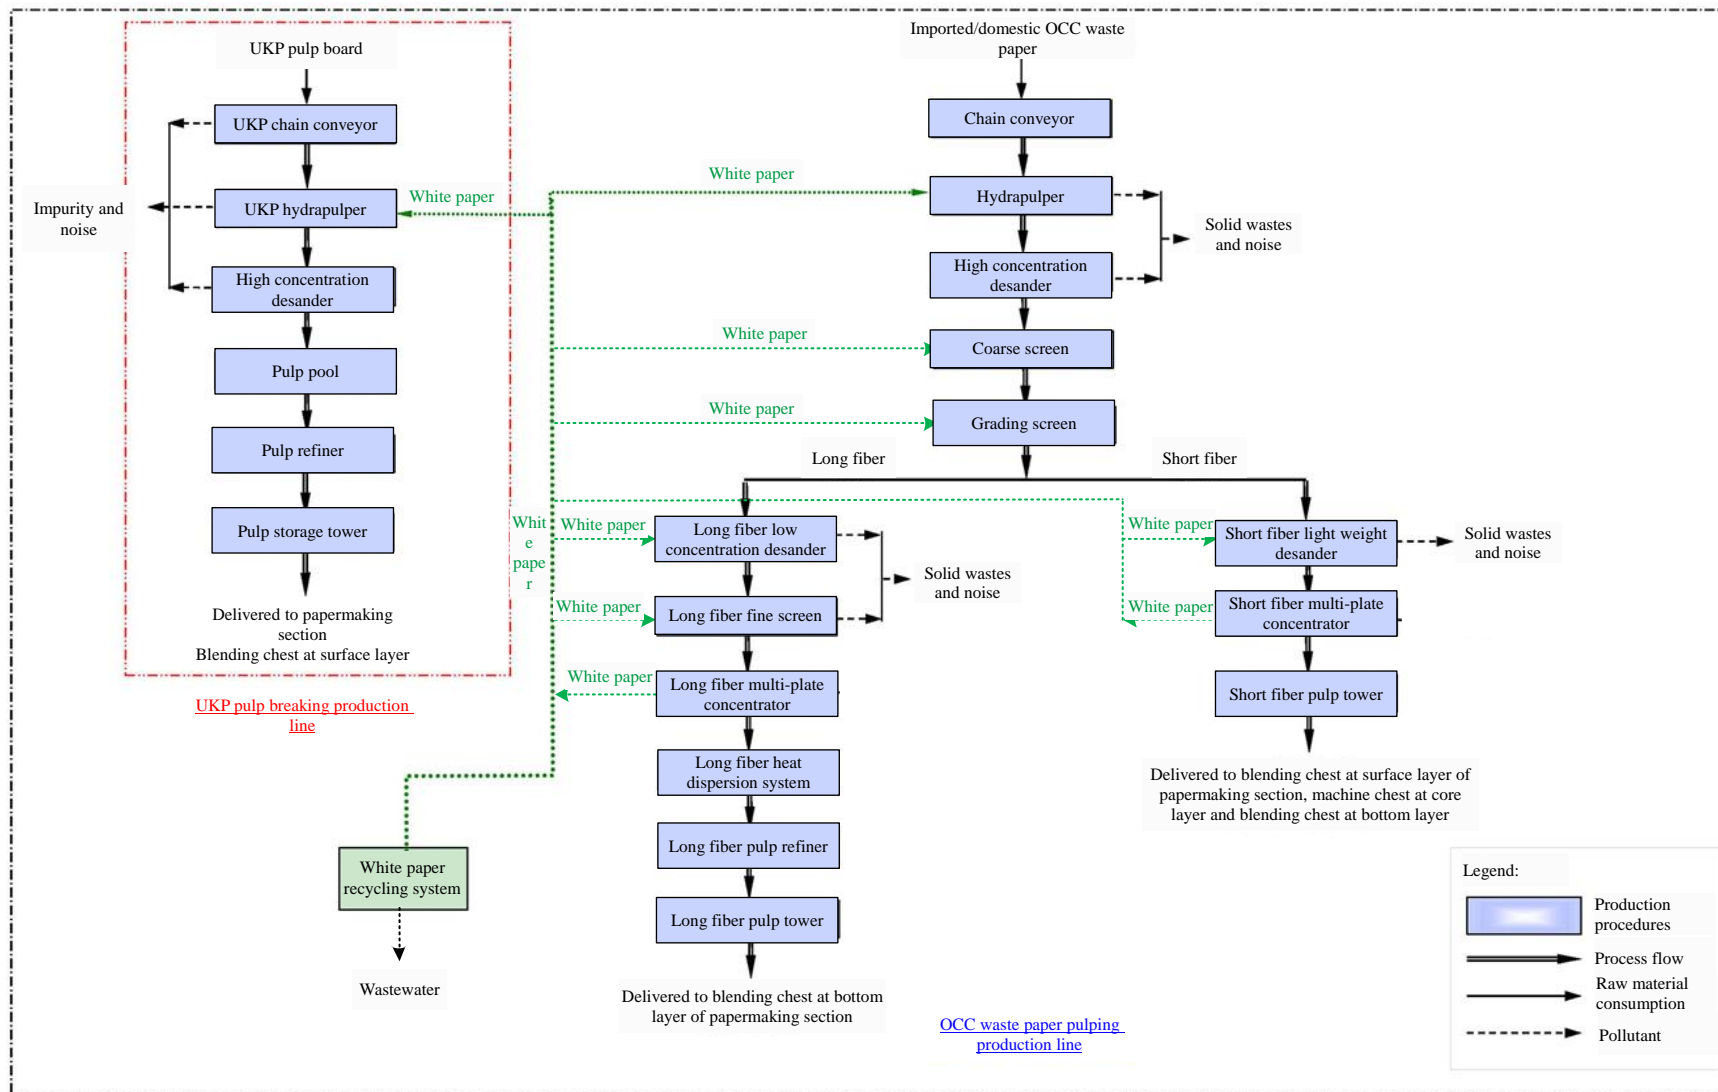 UKP pulp board
UKP chain conveyor
White paper
UKP hydrapulper
Impurity and
noise
High concentration
desander
Pulp pool
Pulp refiner
Pulp storage tower
Delivered to papermaking
section
Blending chest at surface layer
UKP pulp breaking production
line
White paper
recycling system
Wastewater
Whit
e
pape
r
Imported/domestic OCC waste
paper
Chain conveyor
White paper
Hydrapulper
Solid wastes
and noise
High concentration
desander
White paper
Coarse screen
White paper
Grading screen
Long fiber
Short fiber
White paper
Long fiber low
concentration desander
Solid wastes
and noise
White paper
Long fiber fine screen
White paper
Long fiber multi-plate
concentrator
Long fiber heat
dispersion system
Long fiber pulp refiner
Long fiber pulp tower
Delivered to blending chest at bottom
layer of papermaking section
White paper
Short fiber light weight
desander
Solid wastes
and noise
White paper
Short fiber multi-plate
concentrator
Short fiber pulp tower
Delivered to blending chest at surface layer of
papermaking section, machine chest at core
layer and blending chest at bottom layer
OCC waste paper pulping
production line
Legend:
Production
procedures
Process flow
Raw material
consumption
Pollutant